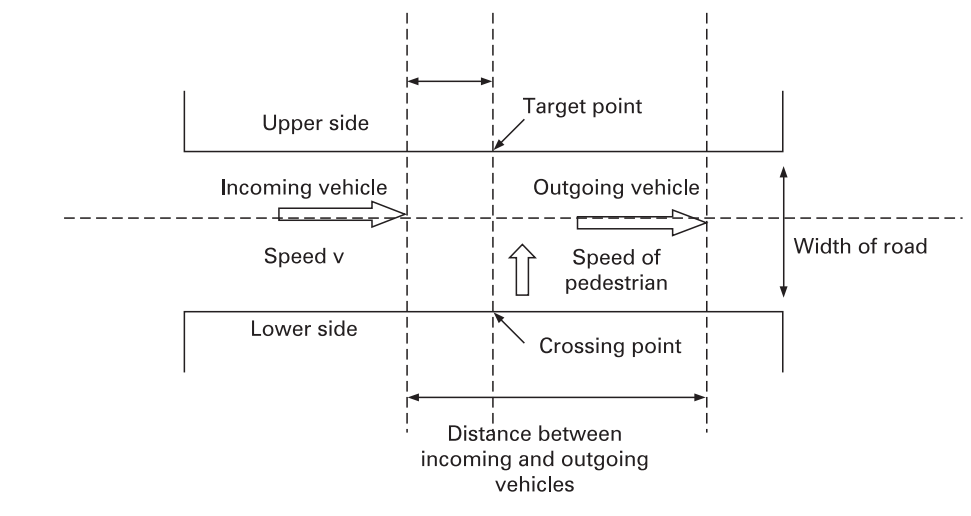 Target point
Upper side
Incoming vehicle
Outgoing vehicle
Width of road
Speed v
Speed of
pedestrian
Lower side
Crossing point
Distance between
incoming and outgoing
vehicles